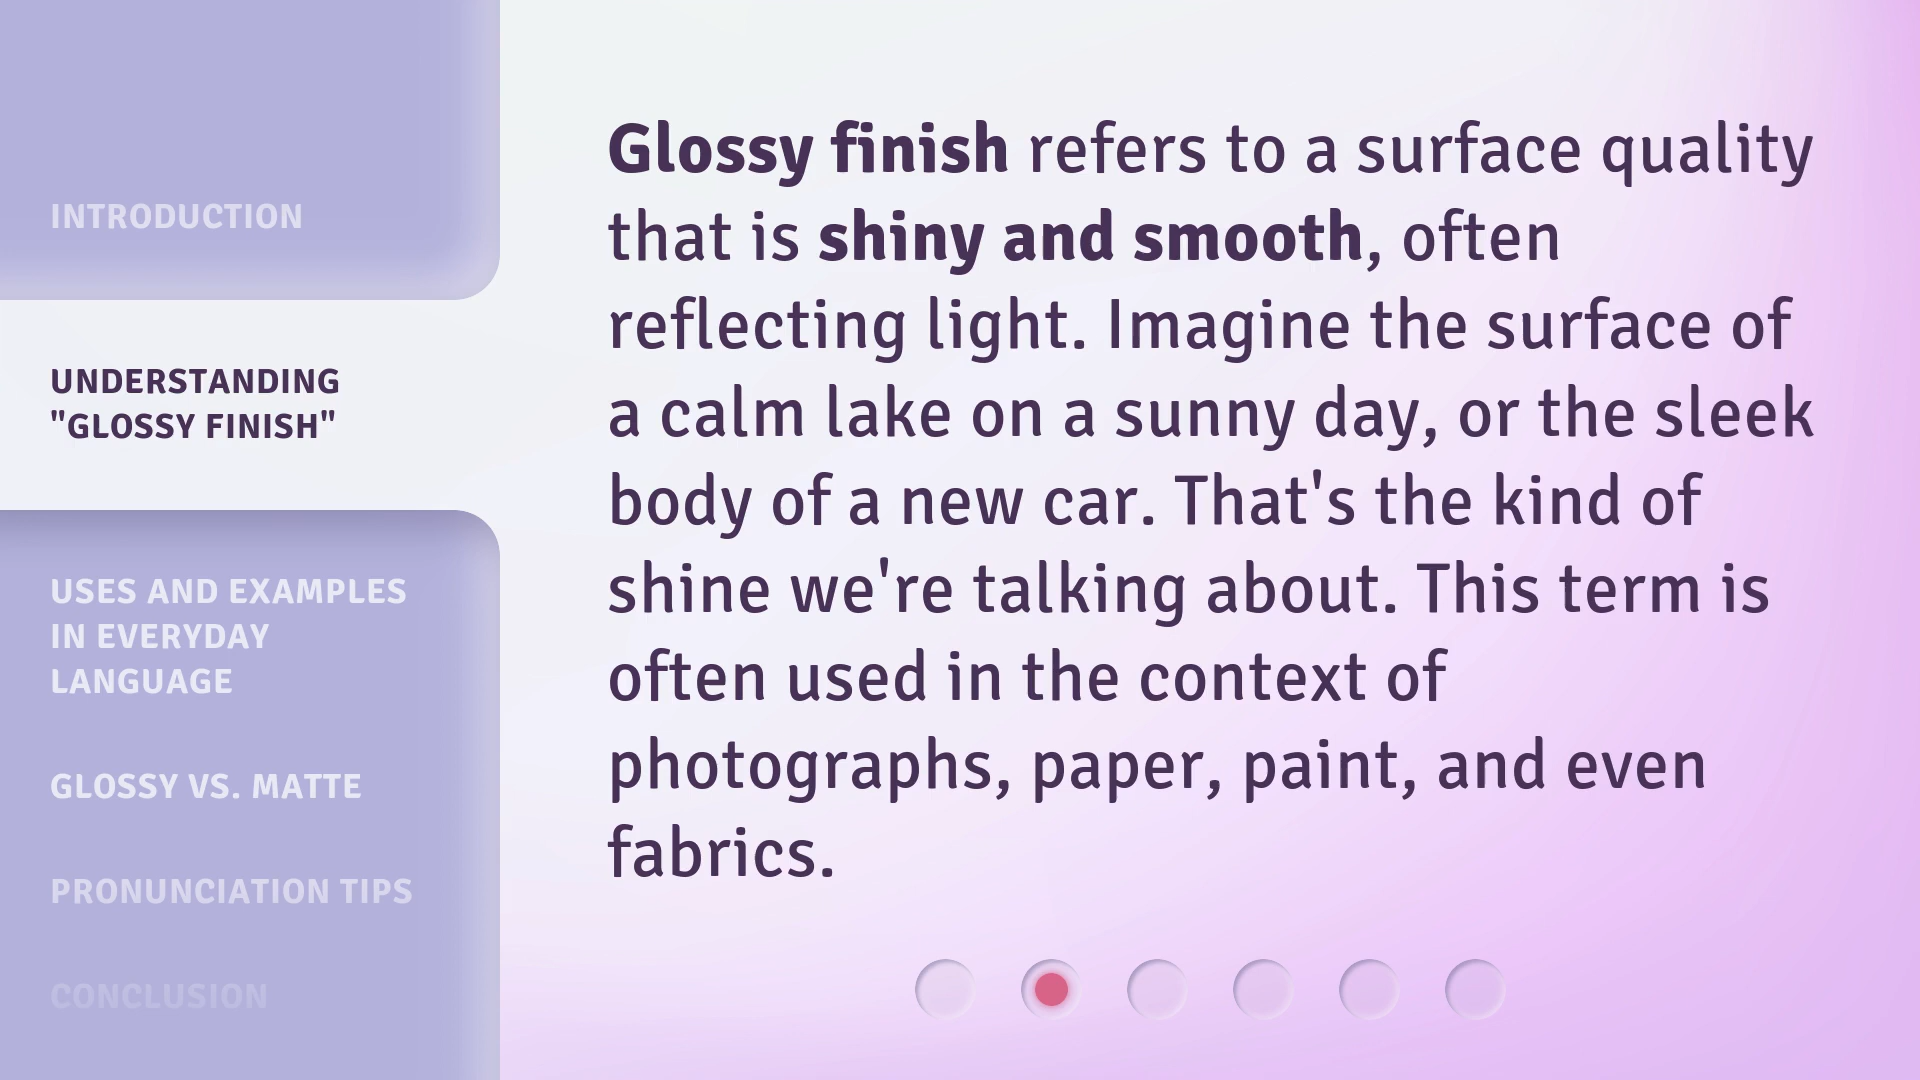 INTRODUCTION
UNDERSTANDING
"GLOSSY FINISH"
USES AND EXAMPLES
IN EVERYDAY
LANGUAGE
GLOSSY VS. MATTE
PRONUNCIATION TIPS
CONCLUSION
Glossy finish refers to a surface quality
that is shiny and smooth, often
reflecting light. Imagine the surface of
a calm lake on a sunny day, or the sleek
body of a new car. That's the kind of
shine we're talking about. This term is
often used in the context of
photographs, paper, paint, and even
fabrics.